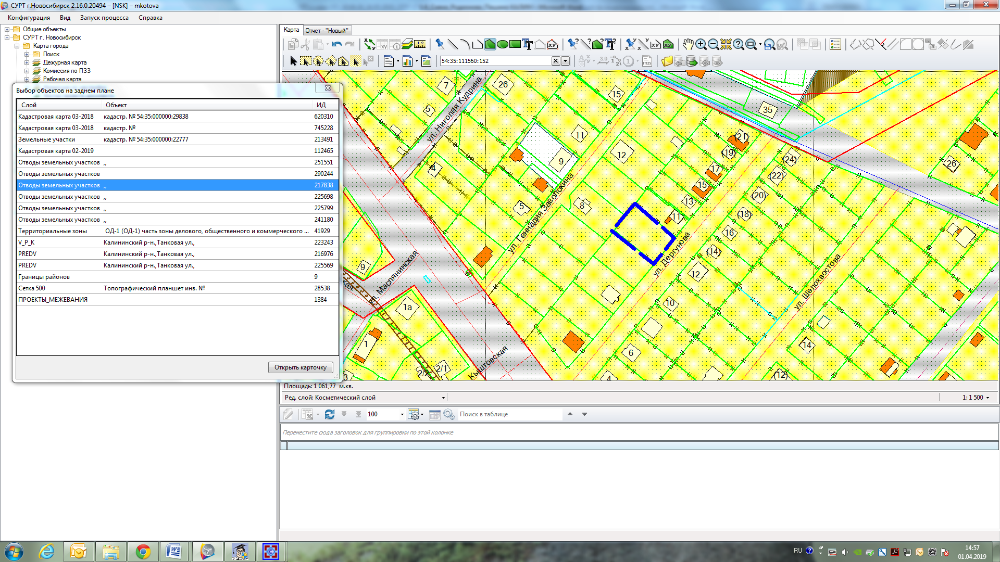 СУРТ г.Новосибирск 2.16.0.20494 – [NSK] – mkotova
Конфигурация Вид Запуск процесса Справка
Общие объекты
СУРТ г. Новосибирск
Карта города
Поиск
Дежурная карта
Комиссия по ПЗЗ
Рабочая карта
Выбор объектов на заднем плане
Слой Объект ИД
Кадастровая карта 03-2018 кадастр. № 54:35:000000:29838 620310
Кадастровая карта 03-2018 кадастр. № 745228
Земельные участки кадастр. № 54:35:000000:22777 213491
Кадастровая карта 02-2019 112465
Отводы земельных участков ,, 251551
Отводы земельных участков 290244
Отводы земельных участков ,, 217838
Отводы земельных участков ,, 225698
Отводы земельных участков ,, 225799
Отводы земельных участков ,, 241180
Территориальные зоны ОД-1 (ОД-1) часть зоны делового, общественного и коммерческого ... 41929
V_P_K Калининский р-н.,Танковая ул., 223243
PREDV Калининский р-н.,Танковая ул., 216976
PREDV Калининский р-н.,Танковая ул., 225569
Границы районов 9
Сетка 500 Топографический планшет инв. № 28538
ПРОЕКТЫ_МЕЖЕВАНИЯ 1384
Открыть карточку
Карта Отчет - "Новый"
54:35:111560:152
7
26
15
35
5
ул. Николая Кудрина
11
12
9
4
(21)
(19)
17
15
13
11
(24)
(22)
(20)
(18)
16
(14)
12
26
5
8
ул. Геннадия Заволокина
ул. Дергунова
ул. Шелохвостова
9
ул. Маслянинская
1а
1
2/2
2/1
3
Кыштовская
10
6
4
14
(12)
Площадь: 1 061,77 м.кв.
Ред. слой: Косметический слой
1: 1 500
100
Поиск в таблице
Переместите сюда заголовок для группировки по этой колонке
RU
14:57
01.04.2019